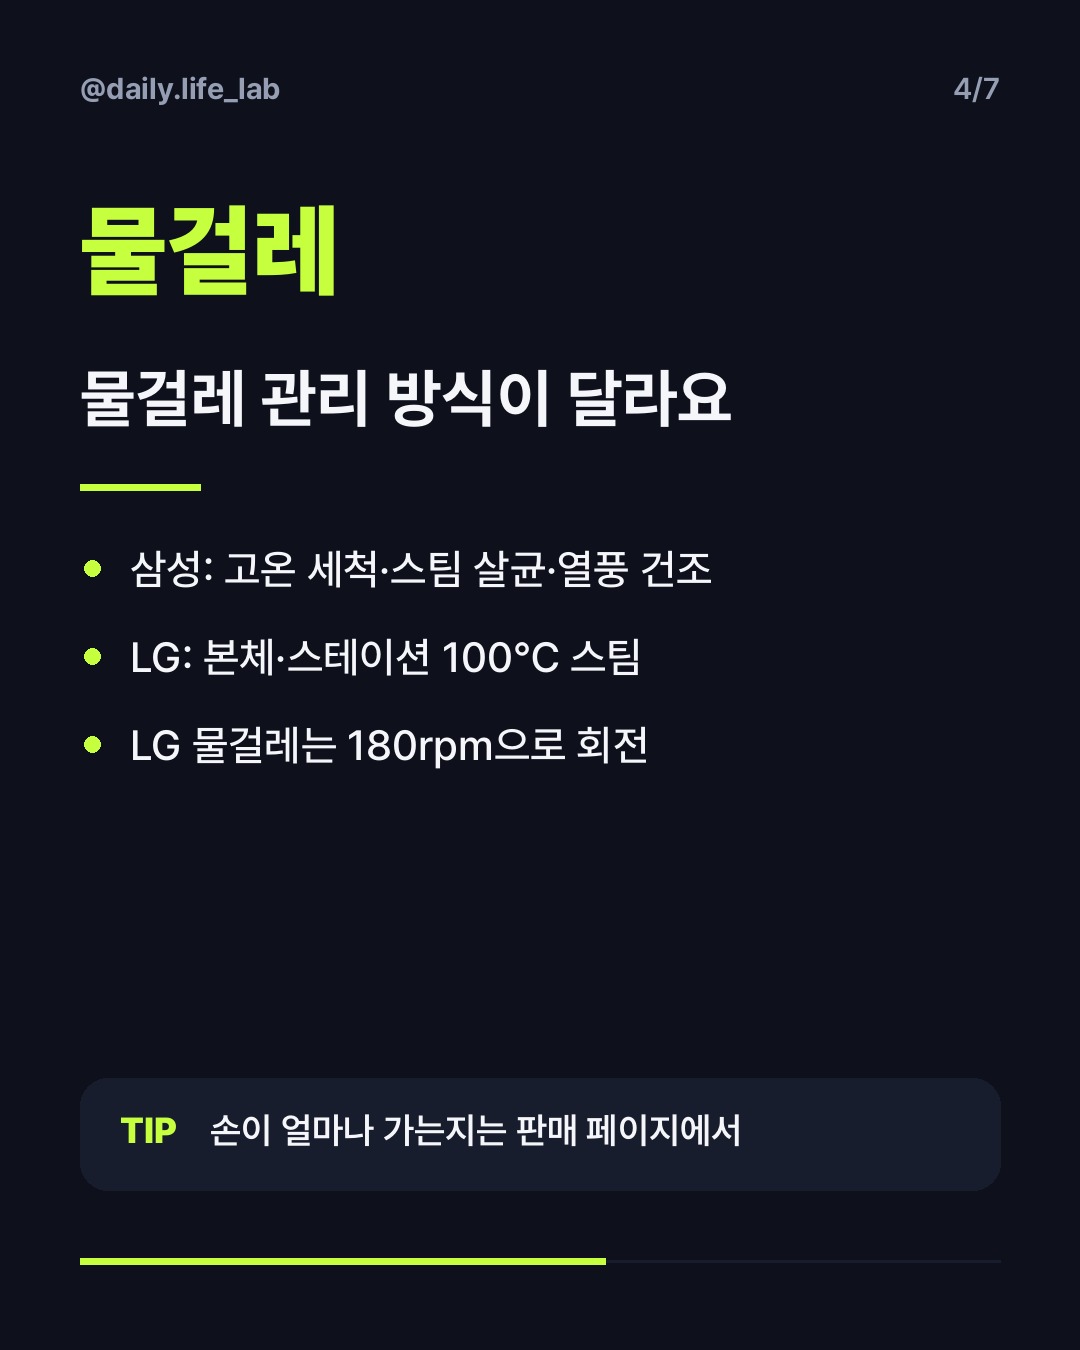 @daily.life_lab
4/7
물걸레
물걸레 관리 방식이 달라요
삼성: 고온 세척·스팀 살균·열풍 건조
LG: 본체·스테이션 100°C 스팀
LG 물걸레는 180rpm으로 회전
TIP 손이 얼마나 가는지는 판매 페이지에서